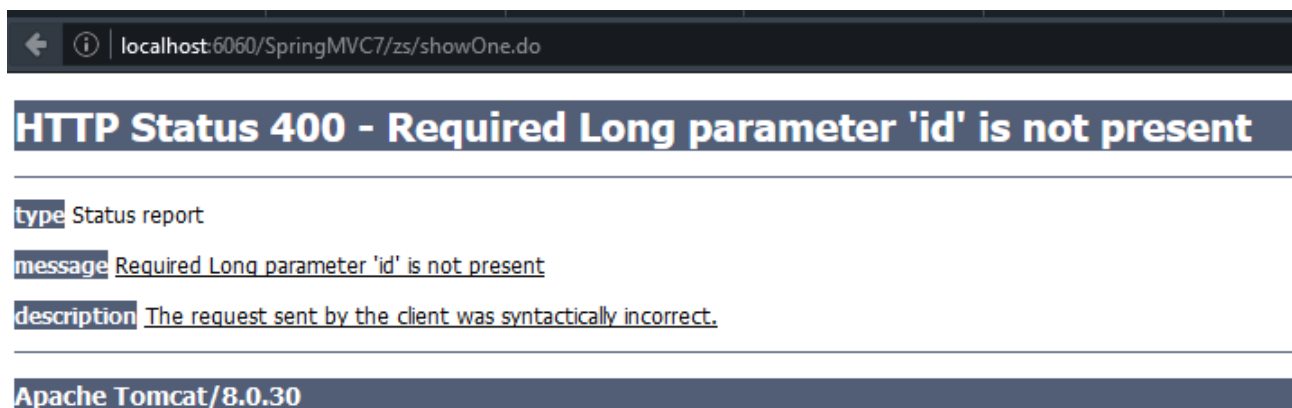 localhost:6060/SpringMVC7/zs/showOne.do
HTTP Status 400 - Required Long parameter 'id' is not present
type Status report
message Required Long parameter 'id' is not present
description The request sent by the client was syntactically incorrect.
Apache Tomcat/8.0.30